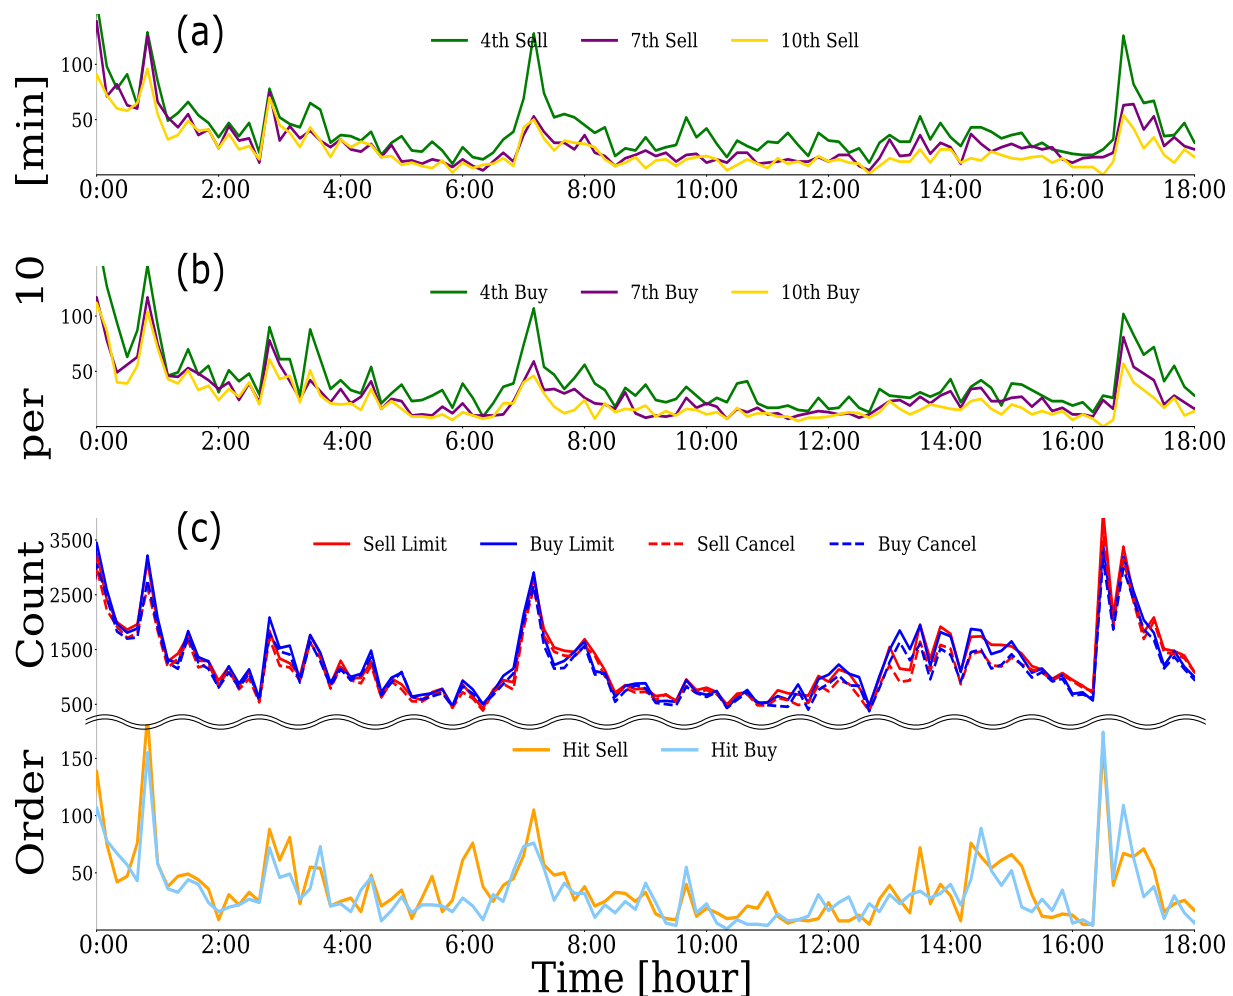 Order Count per 10 [min]
(a)
4th Sell 7th Sell 10th Sell
100
50
0:00 2:00 4:00 6:00 8:00 10:00 12:00 14:00 16:00 18:00
(b)
4th Buy 7th Buy 10th Buy
100
50
0:00 2:00 4:00 6:00 8:00 10:00 12:00 14:00 16:00 18:00
(c)
Sell Limit Buy Limit Sell Cancel Buy Cancel
3500
2500
1500
500
Hit Sell Hit Buy
150
100
50
0:00 2:00 4:00 6:00 8:00 10:00 12:00 14:00 16:00 18:00
Time [hour]